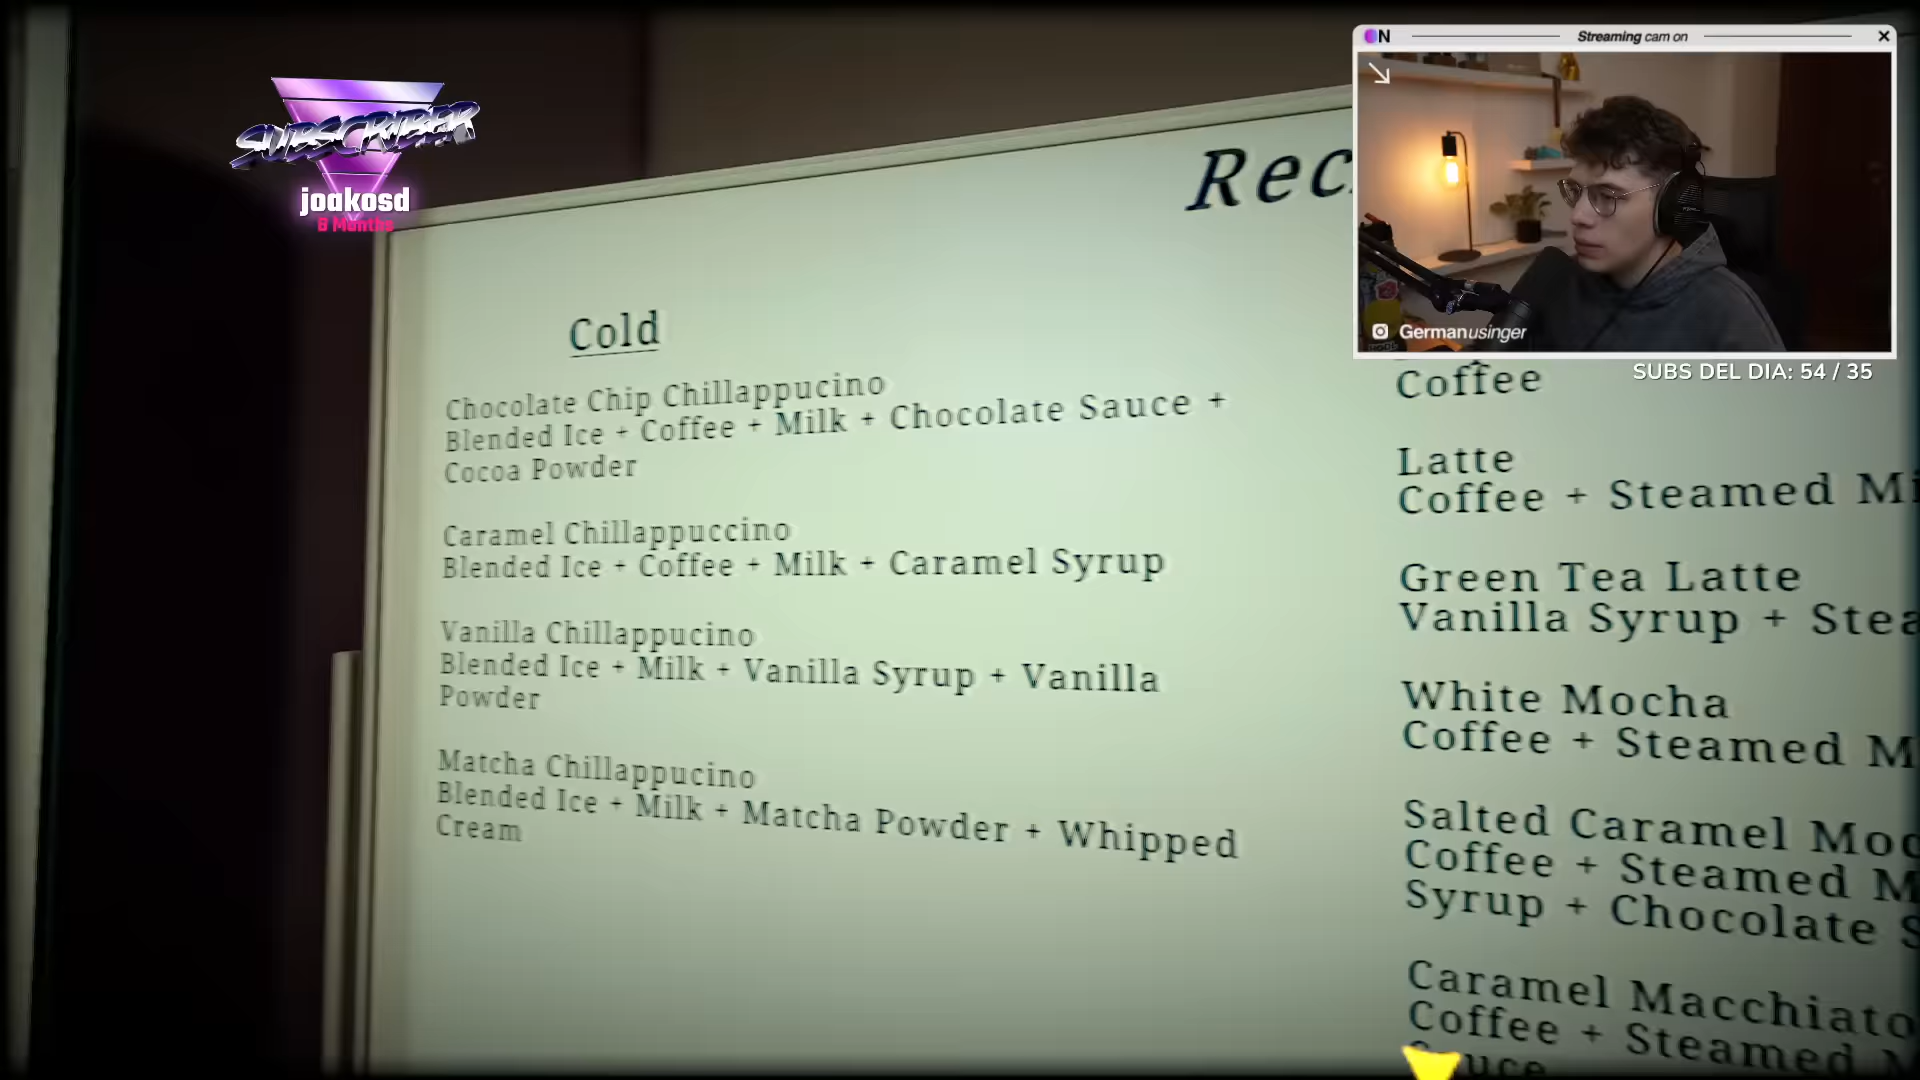 SUBSCRIBER
joakosd
8 Months
ON
Streaming cam on
Germanusinger
SUBS DEL DIA: 54 / 35
Cold
Chocolate Chip Chillappucino
Blended Ice + Coffee + Milk + Chocolate Sauce +
Cocoa Powder
Caramel Chillappuccino
Blended Ice + Coffee + Milk + Caramel Syrup
Vanilla Chillappucino
Blended Ice + Milk + Vanilla Syrup + Vanilla
Powder
Matcha Chillappucino
Blended Ice + Milk + Matcha Powder + Whipped
Cream
Coffee
Latte
Coffee + Steamed
Green Tea Latte
Vanilla Syrup +
White Mocha
Coffee + Steamed
Salted Caramel
Coffee + Steamed
Syrup + Chocolate
Caramel Macchiato
Coffee + Steamed